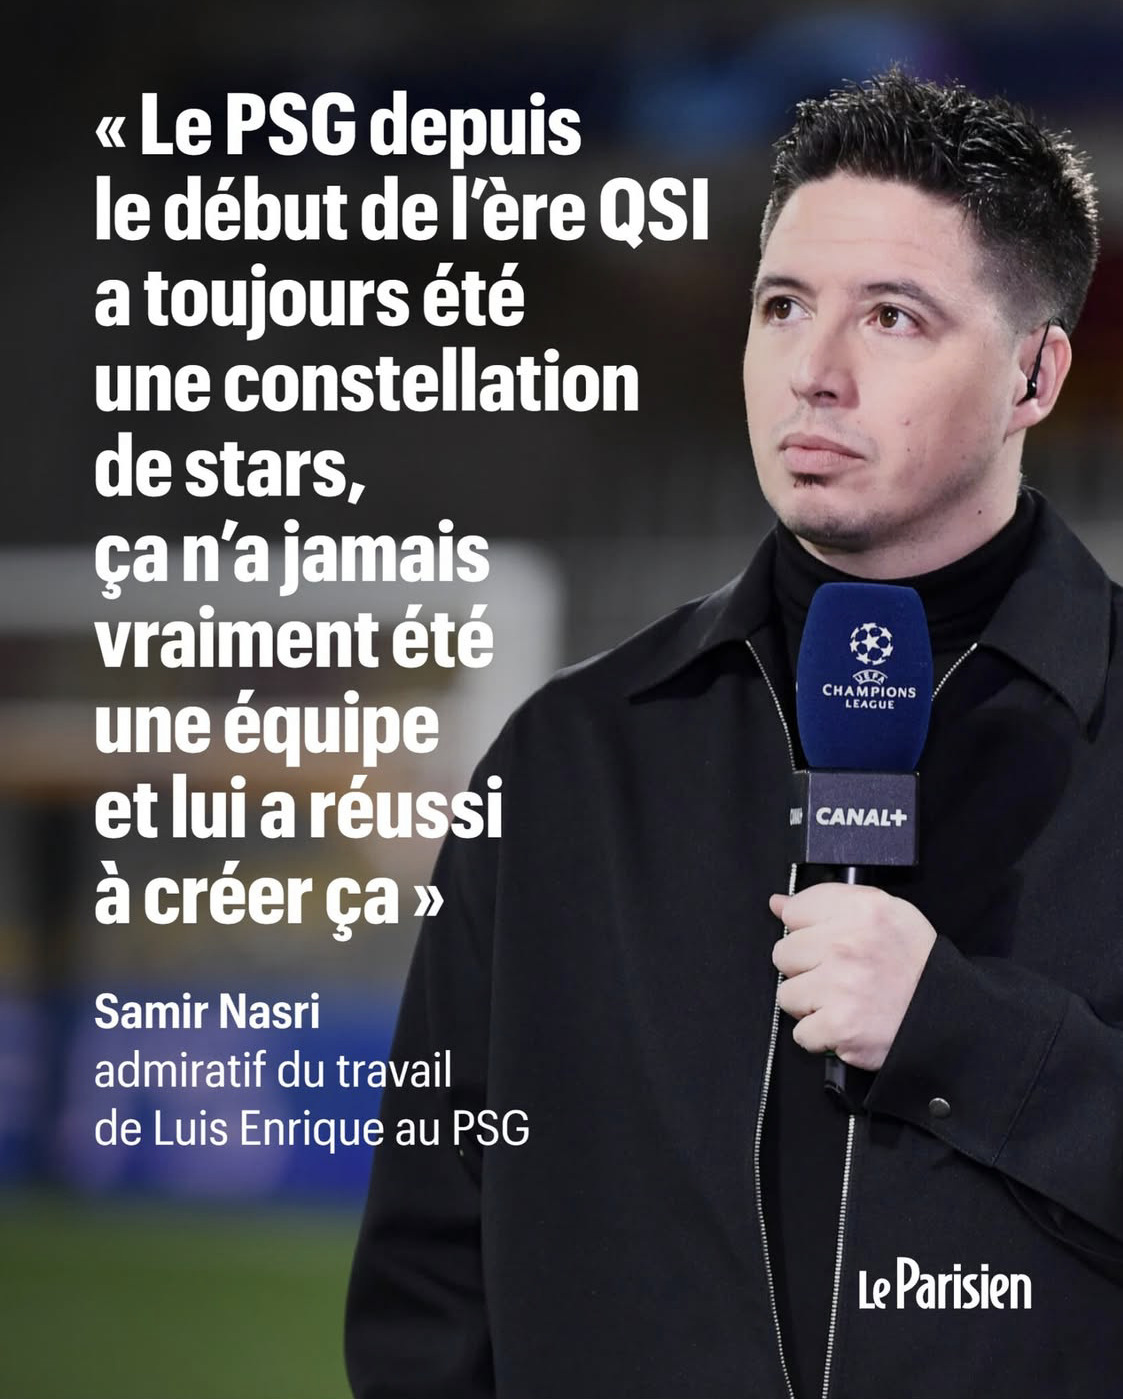 « Le PSG depuis
le début de l’ère QSI
a toujours été
une constellation
de stars,
ça n’a jamais
vraiment été
une équipe
et lui a réussi
à créer ça »
Samir Nasri
admiratif du travail
de Luis Enrique au PSG
UEFA
CHAMPIONS
LEAGUE
CANAL+
Le Parisien